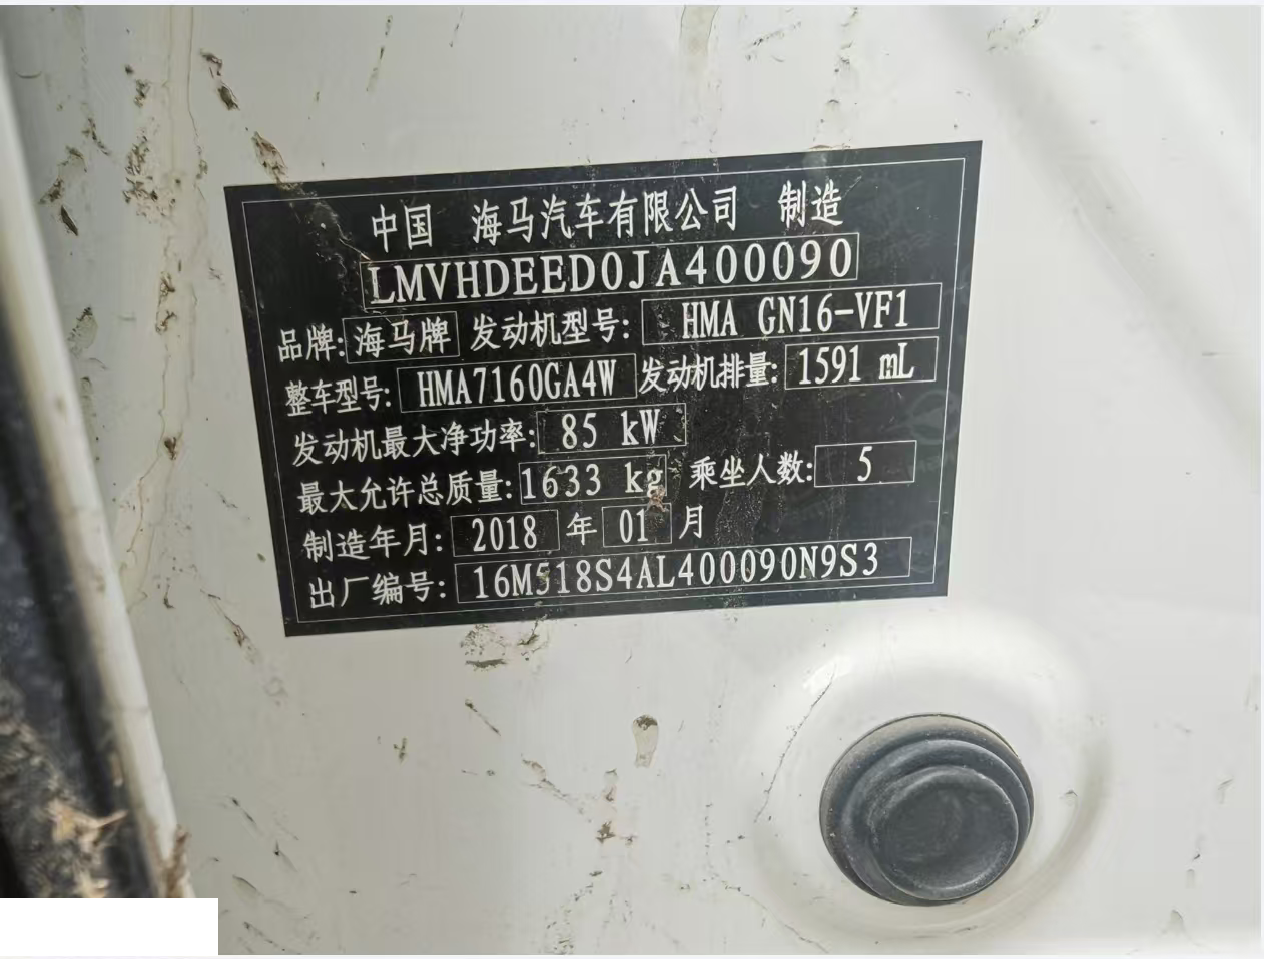 中国 海马汽车有限公司 制造
LMVHDEED0JA400090
品牌: 海马牌 发动机型号: HMA GN16-VF1
整车型号: HMA7160GA4W 发动机排量: 1591 mL
发动机最大净功率: 85 kW
最大允许总质量: 1633 kg 乘坐人数: 5
制造年月: 2018 年 01 月
出厂编号: 16M518S4AL400090N9S3